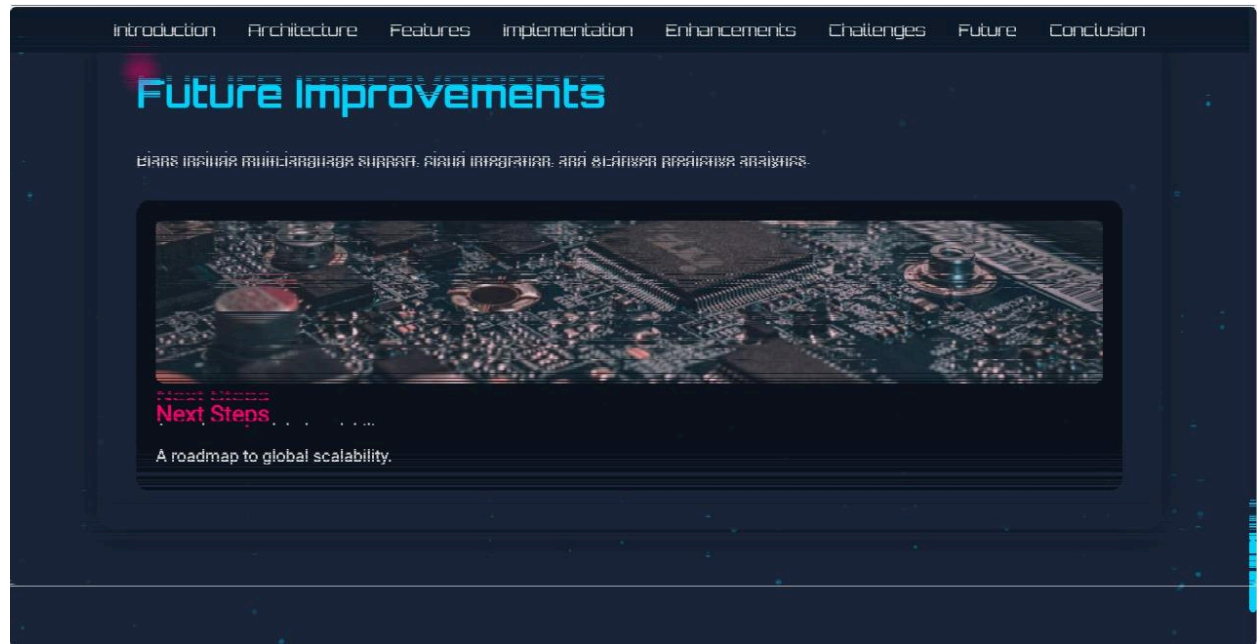 Introduction Architecture Features Implementation Enhancements Challenges Future Conclusion
Future Improvements
Plans include multi-language support, cloud integration, and AI-driven predictive analytics.
Next Steps
A roadmap to global scalability.